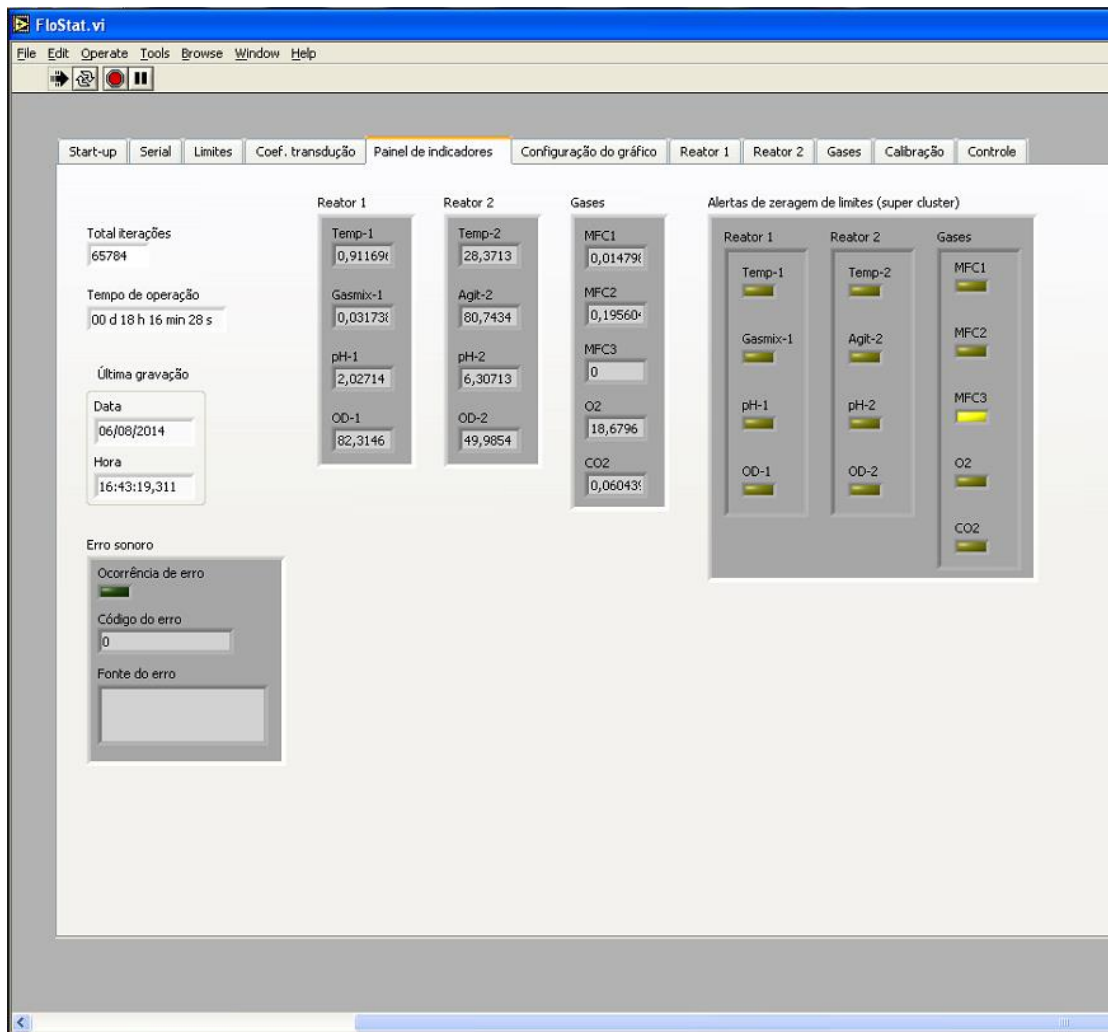 FloStat.vi
File Edit Operate Tools Browse Window Help
Start-up Serial Limites Coef. transdução Painel de indicadores Configuração do gráfico Reator 1 Reator 2 Gases Calibração Controle
Total iterações
65784
Tempo de operação
00 d 18 h 16 min 28 s
Última gravação
Data
06/08/2014
Hora
16:43:19,311
Erro sonoro
Ocorrência de erro
Código do erro
0
Fonte do erro
Reator 1
Temp-1
0,91169
Gasmix-1
0,03173
pH-1
2,02714
OD-1
82,3146
Reator 2
Temp-2
28,3713
Agit-2
80,7434
pH-2
6,30713
OD-2
49,9854
Gases
MFC1
0,01479
MFC2
0,19560
MFC3
0
O2
18,6796
CO2
0,06043
Alertas de zeragem de limites (super cluster)
Reator 1
Temp-1
Gasmix-1
pH-1
OD-1
Reator 2
Temp-2
Agit-2
pH-2
OD-2
Gases
MFC1
MFC2
MFC3
O2
CO2